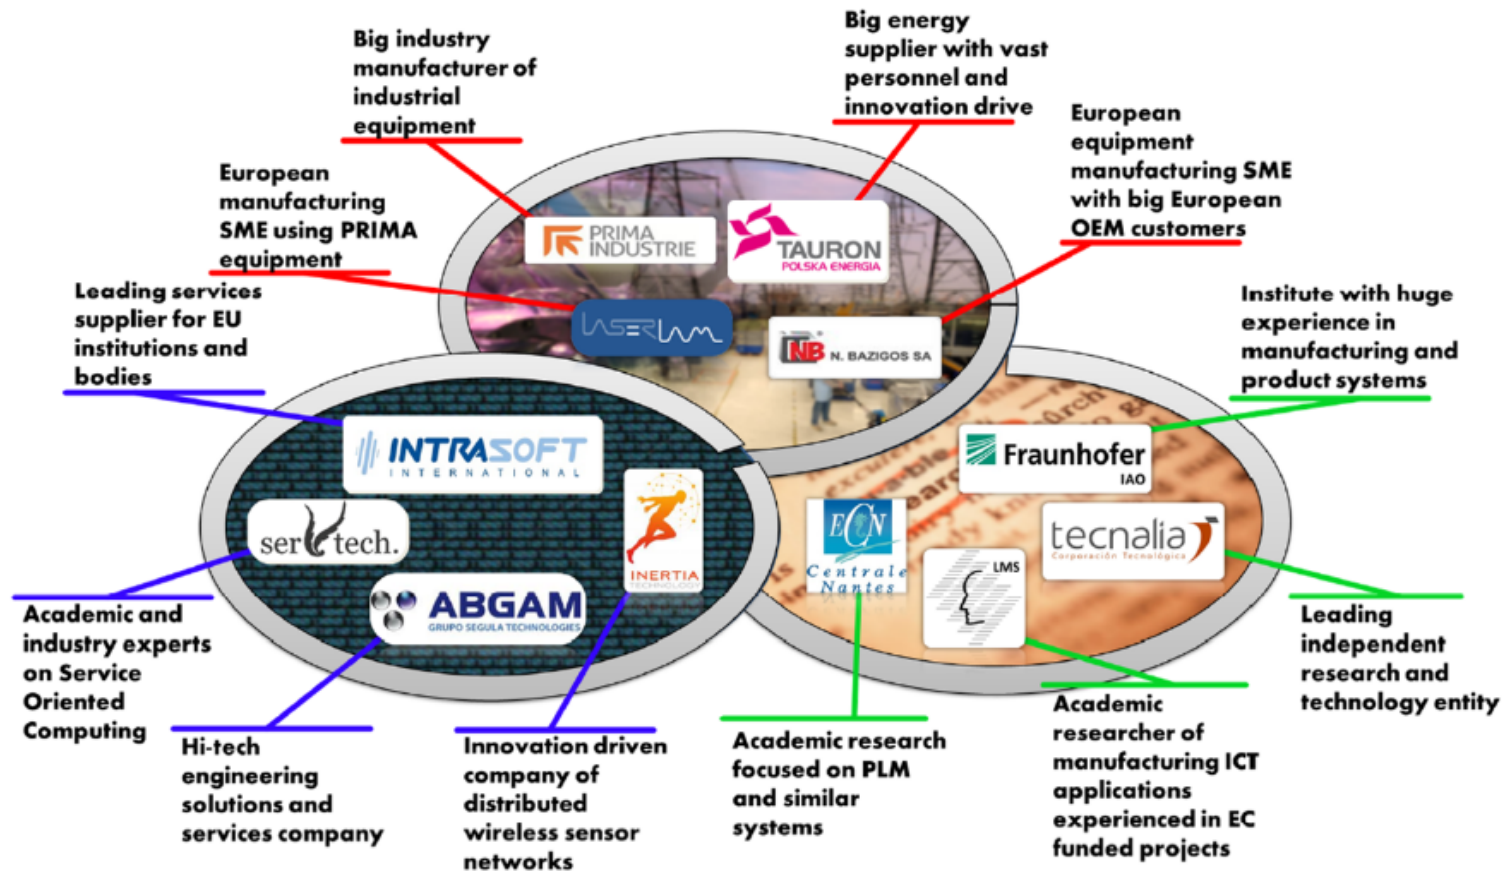 Big industry
manufacturer of
industrial
equipment
Big energy
supplier with vast
personnel and
innovation drive
European
equipment
manufacturing SME
with big European
OEM customers
European
manufacturing
SME using PRIMA
equipment
Leading services
supplier for EU
institutions and
bodies
Institute with huge
experience in
manufacturing and
product systems
PRIMA
INDUSTRIE
TAURON
POLSKA ENERGIA
LASERLAM
NB N. BAZIGOS SA
INTRASOFT
INTERNATIONAL
Fraunhofer
IAO
serVtech.
INERTIA
TECHNOLOGY
ECN
Centrale
Nantes
tecnalia
Corporación Tecnológica
LMS
ABGAM
GRUPO SEGULA TECHNOLOGIES
Academic and
industry experts
on Service
Oriented
Computing
Hi-tech
engineering
solutions and
services company
Innovation driven
company of
distributed
wireless sensor
networks
Academic research
focused on PLM
and similar
systems
Academic
researcher of
manufacturing ICT
applications
experienced in EC
funded projects
Leading
independent
research and
technology entity